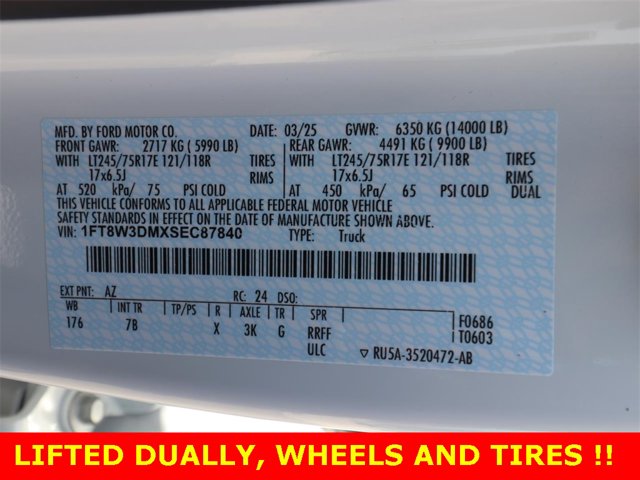 MFD. BY FORD MOTOR CO. DATE: 03/25 GVWR: 6350 KG (14000 LB)
FRONT GAWR: 2717 KG (5990 LB) REAR GAWR: 4491 KG (9900 LB)
WITH LT245/75R17E 121/118R TIRES WITH LT245/75R17E 121/118R TIRES
17x6.5J RIMS 17x6.5J RIMS
AT 520 kPa/ 75 PSI COLD AT 450 kPa/ 65 PSI COLD DUAL
THIS VEHICLE CONFORMS TO ALL APPLICABLE FEDERAL MOTOR VEHICLE
SAFETY STANDARDS IN EFFECT ON THE DATE OF MANUFACTURE SHOWN ABOVE.
VIN: 1FT8W3DMXSEC87840 TYPE: Truck
EXT PNT: AZ RC: 24 DSO:
WB INT TR TP/PS R AXLE TR SPR F0686
176 7B X 3K G RRFF T0603
ULC ▽ RU5A-3520472-AB
LIFTED DUALLY, WHEELS AND TIRES !!